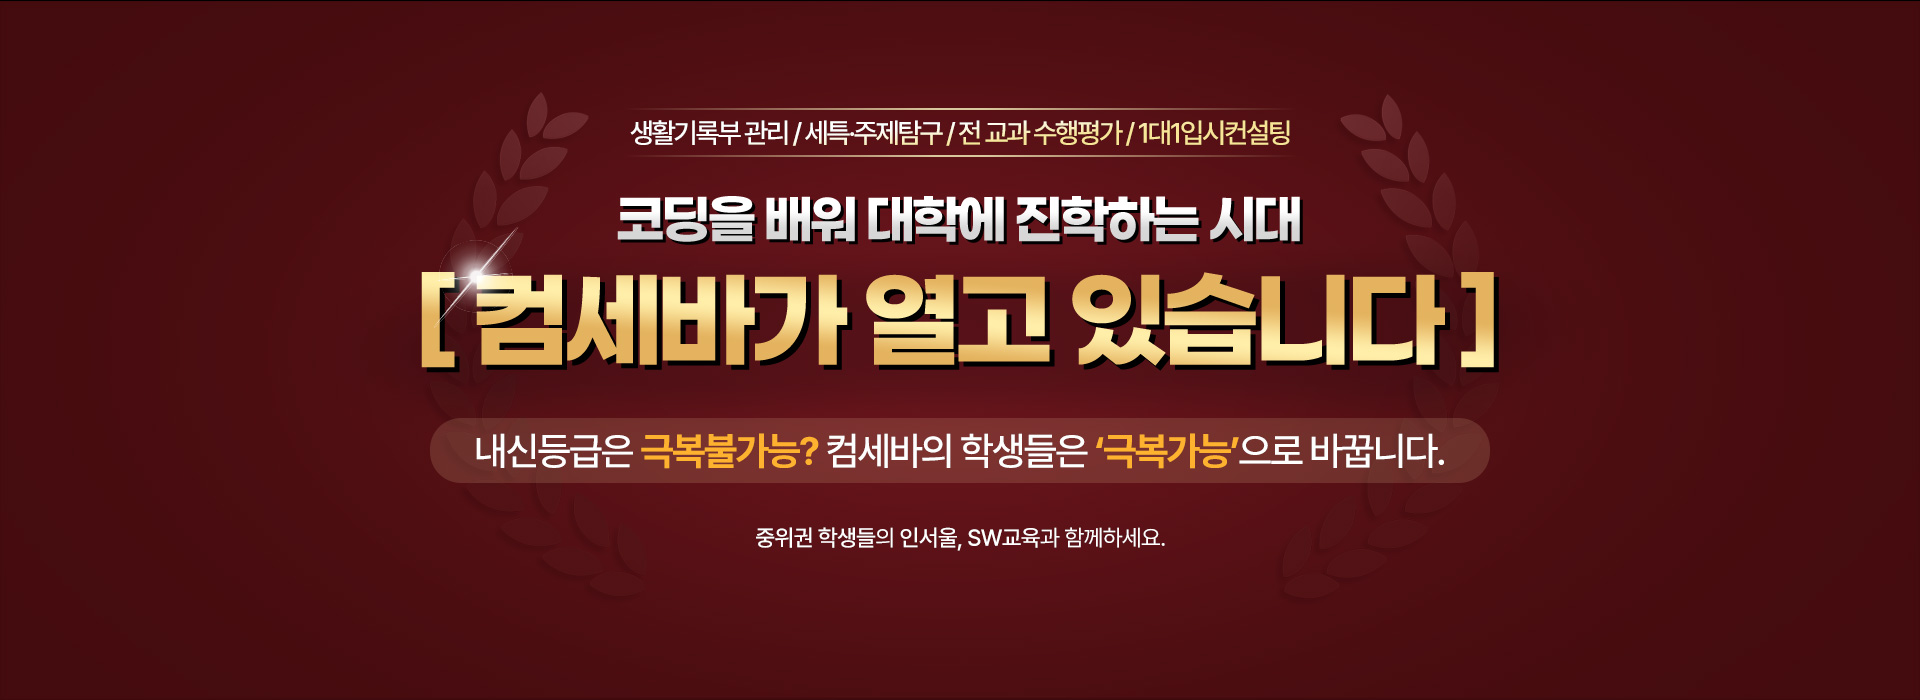 생활기록부 관리 / 세특·주제탐구 / 전 교과 수행평가 / 1대1입시컨설팅
코딩을 배워 대학에 진학하는 시대
[ 컴세바가 열고 있습니다 ]
내신등급은 극복불가능? 컴세바의 학생들은 ‘극복가능’으로 바꿉니다.
중위권 학생들의 인서울, SW교육과 함께하세요.